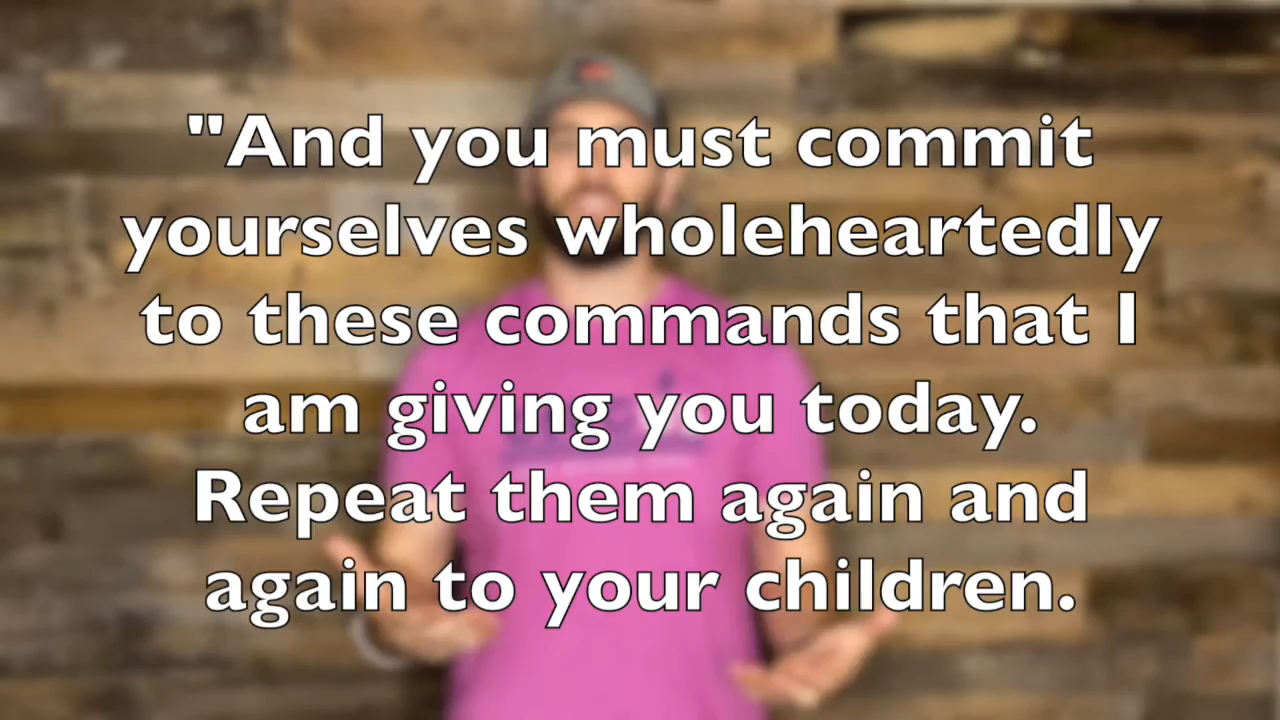 "And you must commit
yourselves wholeheartedly
to these commands that I
am giving you today.
Repeat them again and
again to your children.